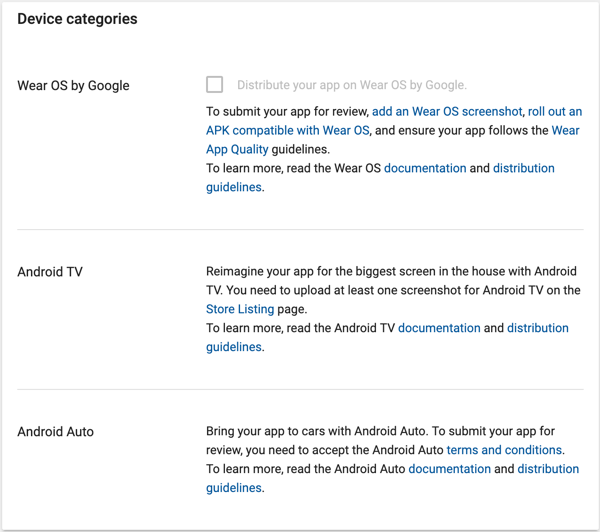 Device categories
Wear OS by Google
Distribute your app on Wear OS by Google.
To submit your app for review, add an Wear OS screenshot, roll out an
APK compatible with Wear OS, and ensure your app follows the Wear
App Quality guidelines.
To learn more, read the Wear OS documentation and distribution
guidelines.
Android TV
Reimagine your app for the biggest screen in the house with Android
TV. You need to upload at least one screenshot for Android TV on the
Store Listing page.
To learn more, read the Android TV documentation and distribution
guidelines.
Android Auto
Bring your app to cars with Android Auto. To submit your app for
review, you need to accept the Android Auto terms and conditions.
To learn more, read the Android Auto documentation and distribution
guidelines.